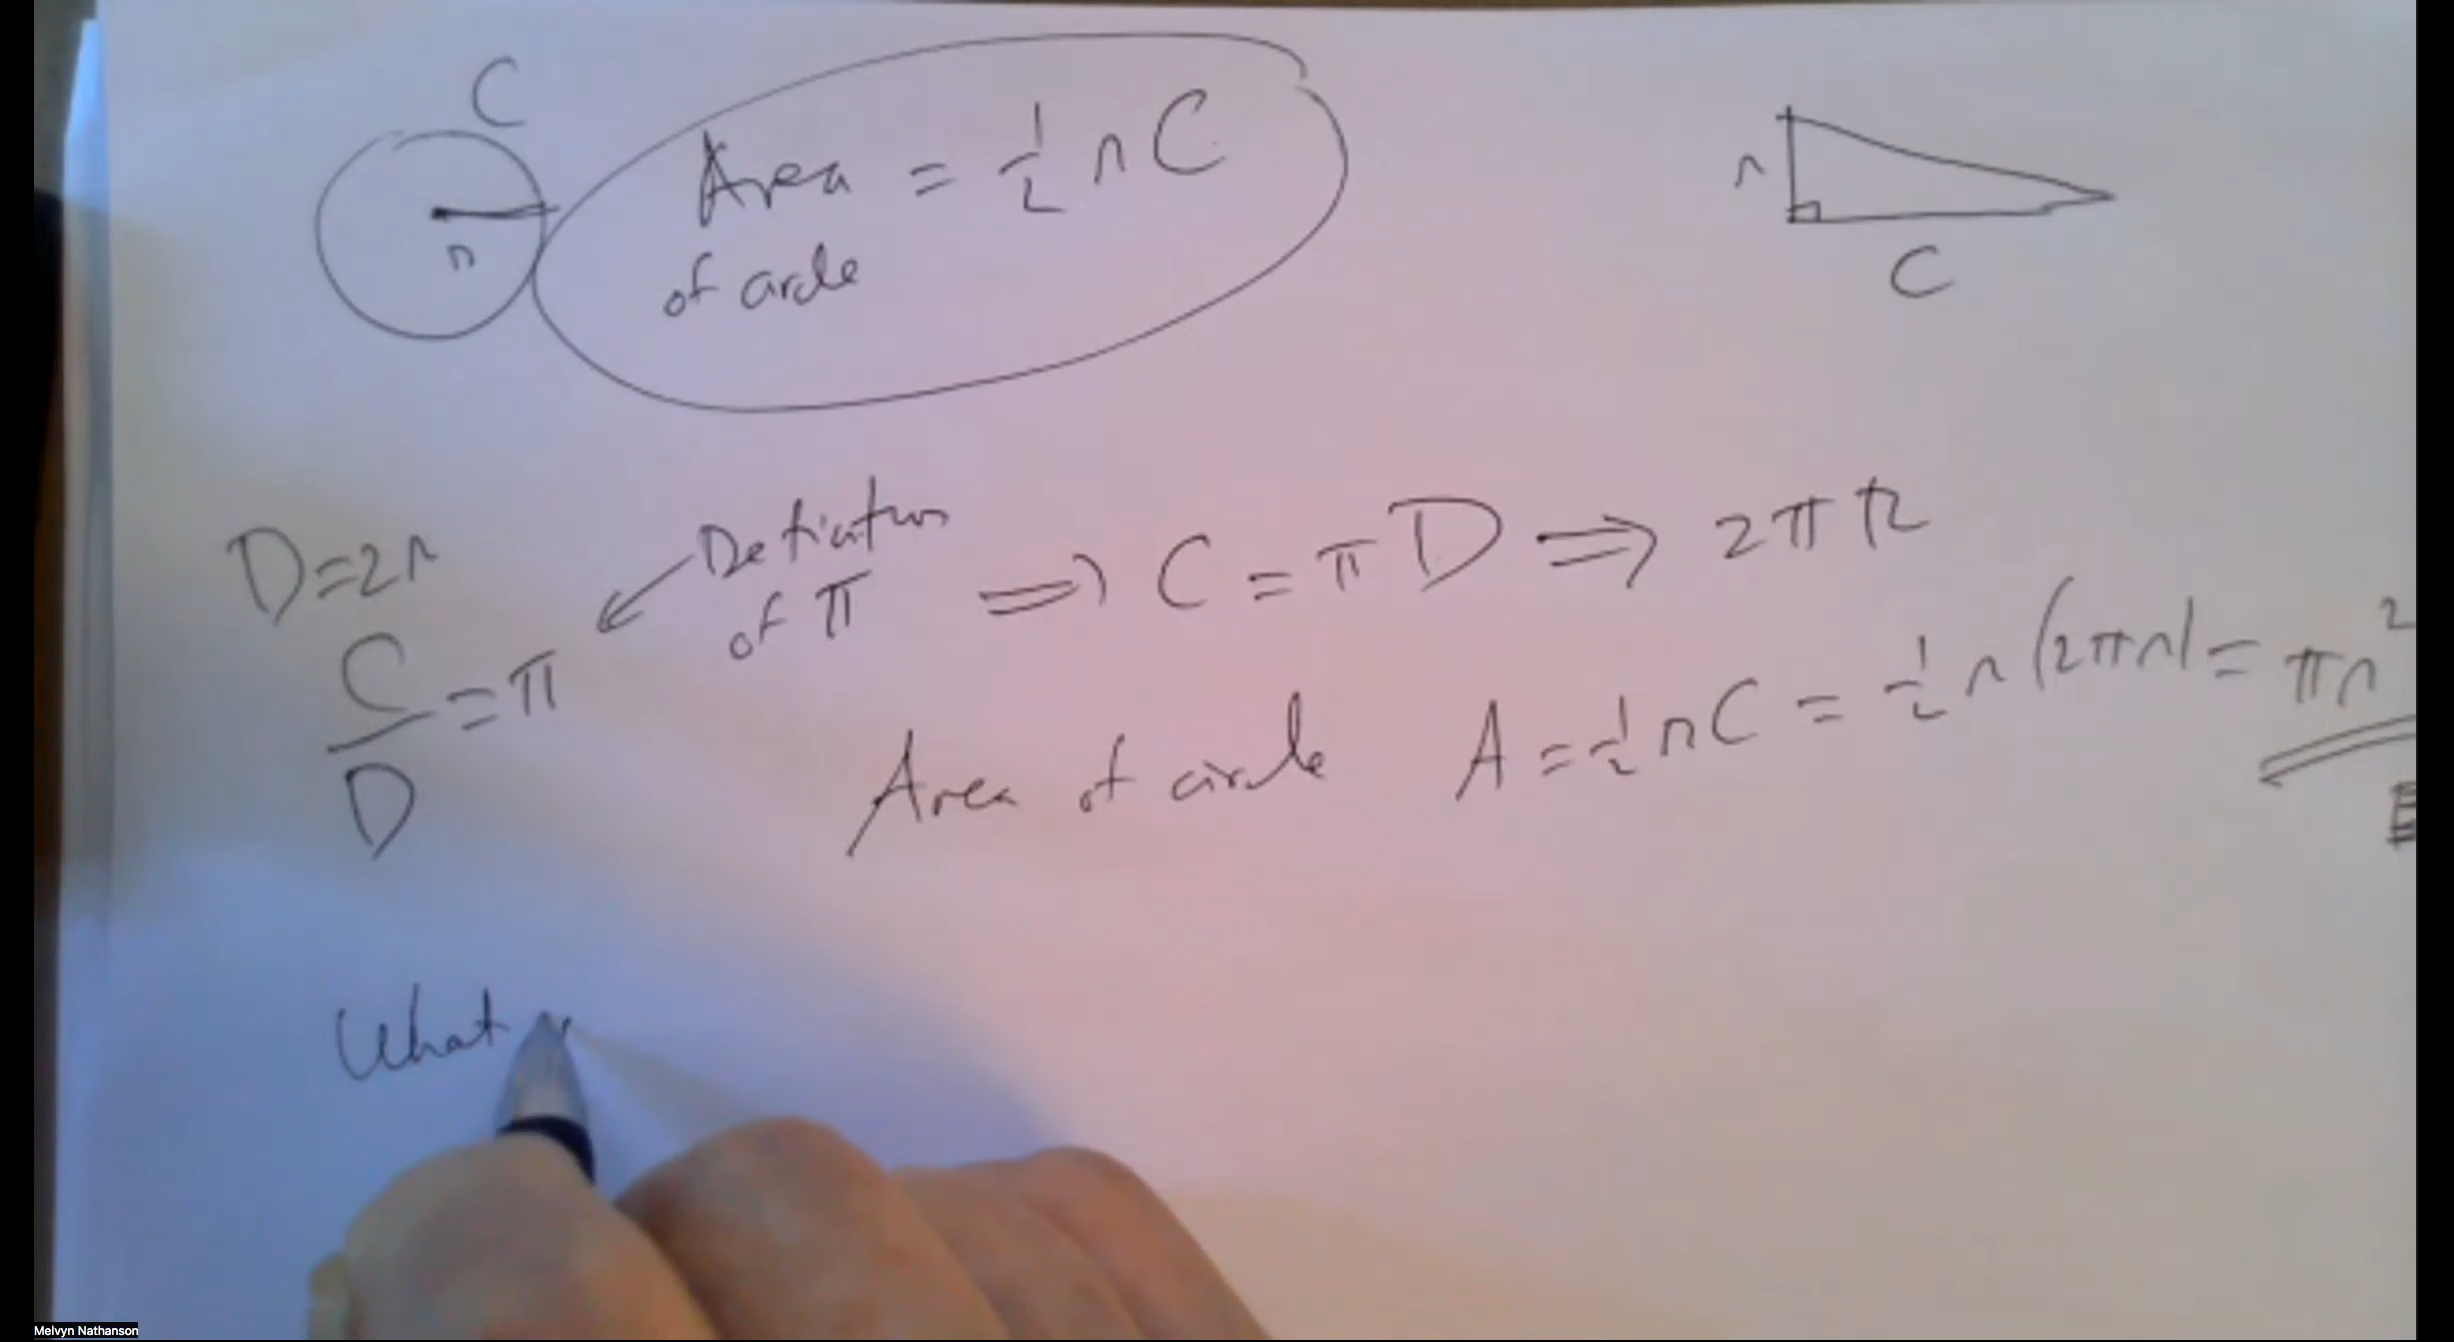 C
r
Area = 1/2 r C
of circle
r
C
D=2r
C/D = π
Definition
of π
⇒ C = π D ⇒ 2πR
Area of circle A = 1/2 r C = 1/2 r (2πr) = πr²
What
Melvyn Nathanson